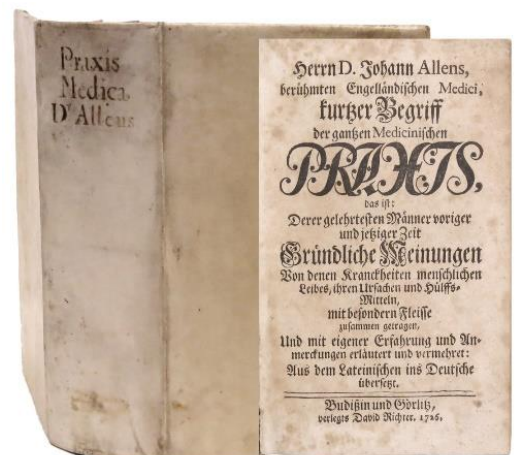 Praxis
Medica
D Allens
Herrn D. Johann Allens,
berühmten Engelländischen Medici,
kurtzer Begriff
der gantzen Medicinischen
PRAXIS,
das ist:
Derer gelehrtesten Männer voriger
und jetziger Zeit
Gründliche Meinungen
Von denen Kranckheiten menschlichen
Leibes, ihren Ursachen und Hülffs-
Mitteln,
mit besondern Fleisse
zusammen getragen,
Und mit eigener Erfahrung und An-
merckungen erläutert und vermehret:
Aus dem Lateinischen ins Deutsche
übersetzt.
Budißin und Görlitz,
verlegts David Richter. 1726.